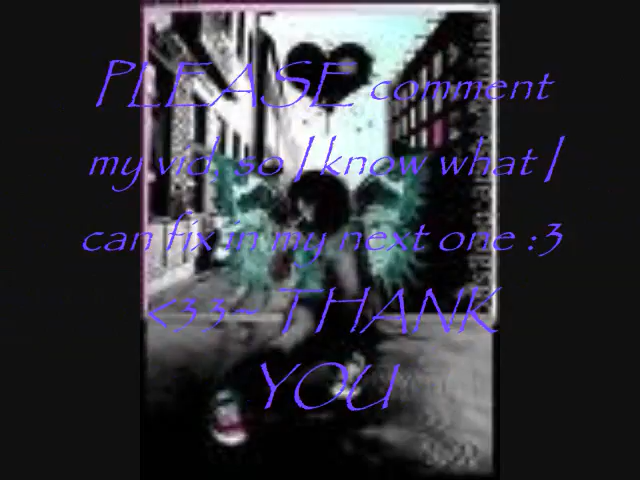 PLEASE comment
my vid, so I know what I
can fix in my next one :3
<33~ THANK
YOU